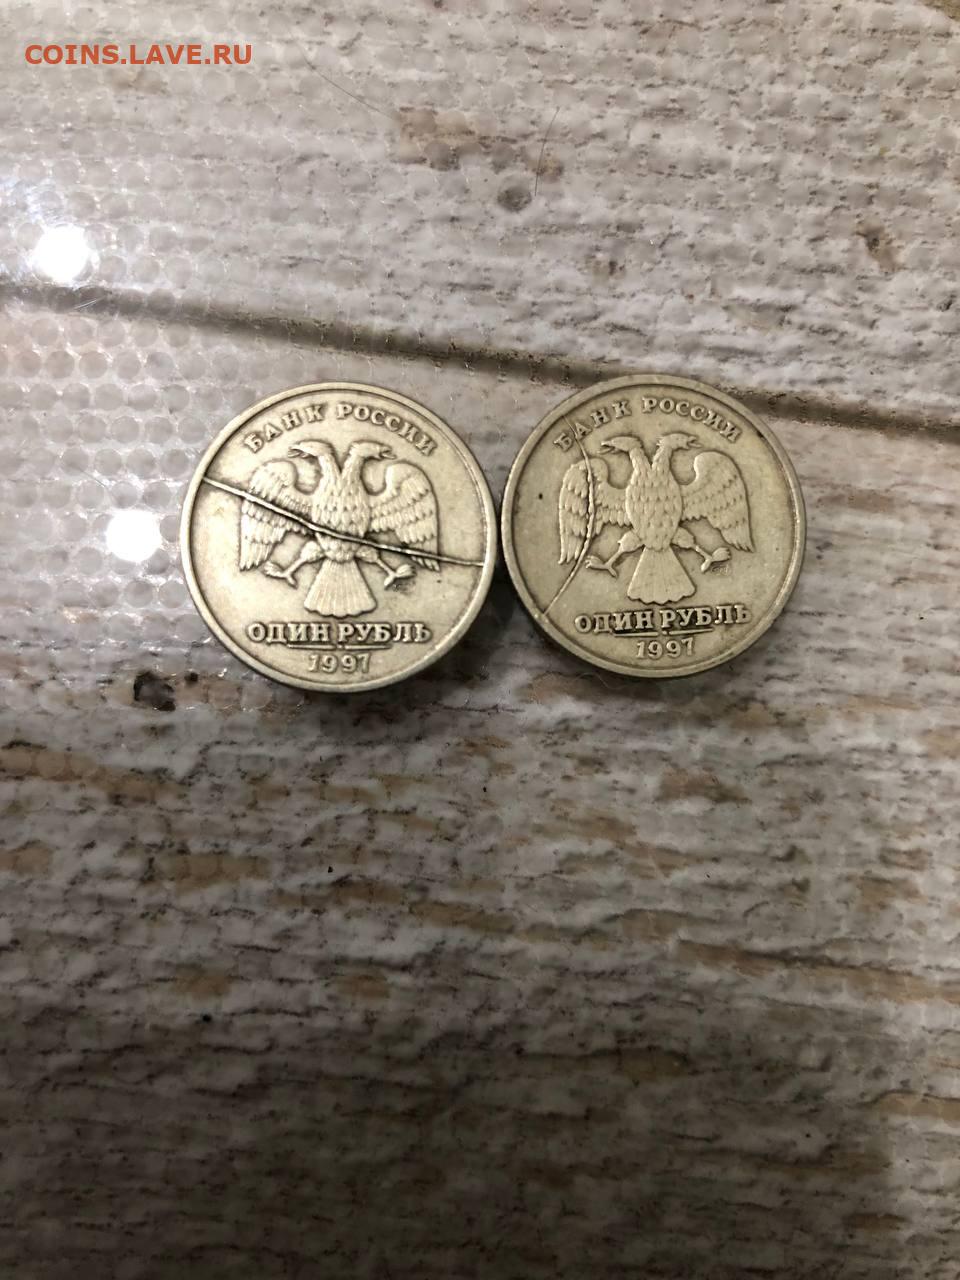 COINS.LAVE.RU
БАНК РОССИИ
ОДИН РУБЛЬ
1997
БАНК РОССИИ
ОДИН РУБЛЬ
1997